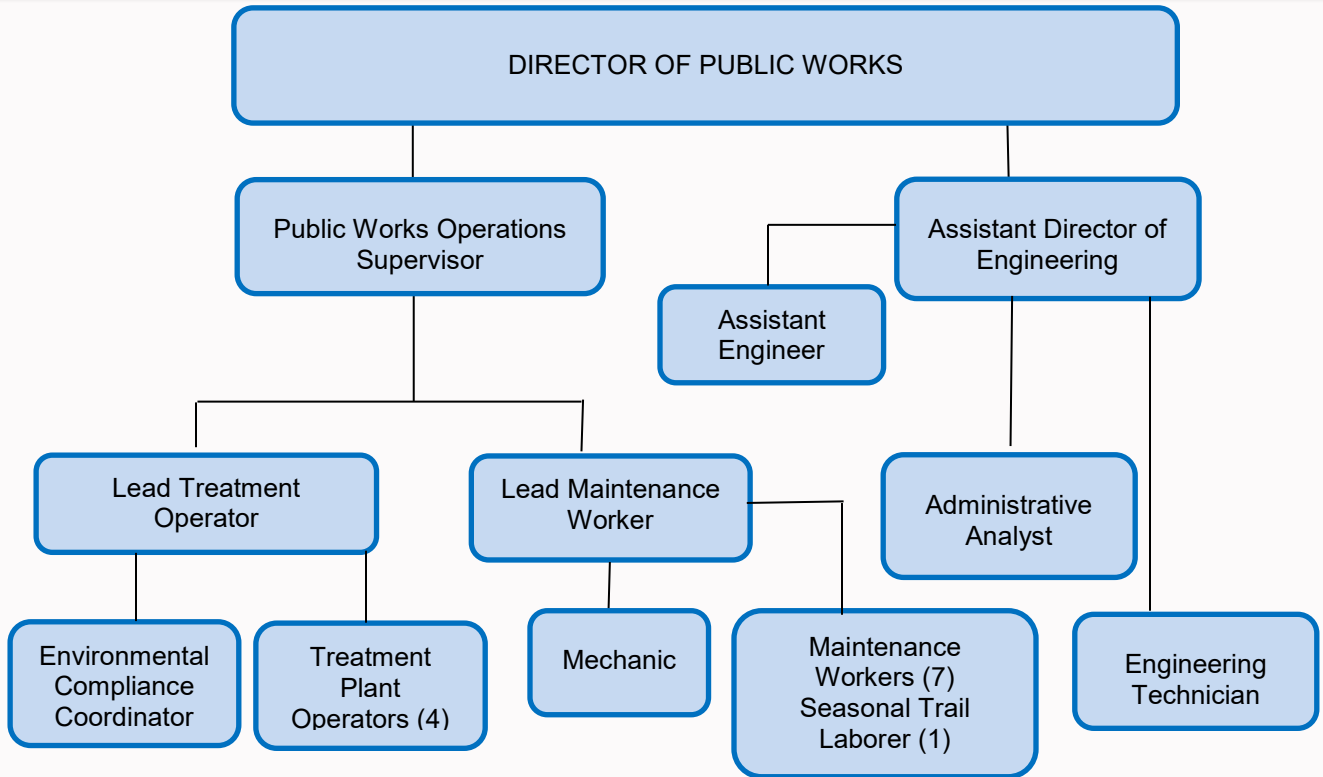 DIRECTOR OF PUBLIC WORKS
Public Works Operations
Supervisor
Assistant Director of
Engineering
Assistant
Engineer
Lead Treatment
Operator
Lead Maintenance
Worker
Administrative
Analyst
Environmental
Compliance
Coordinator
Treatment
Plant
Operators (4)
Mechanic
Maintenance
Workers (7)
Seasonal Trail
Laborer (1)
Engineering
Technician